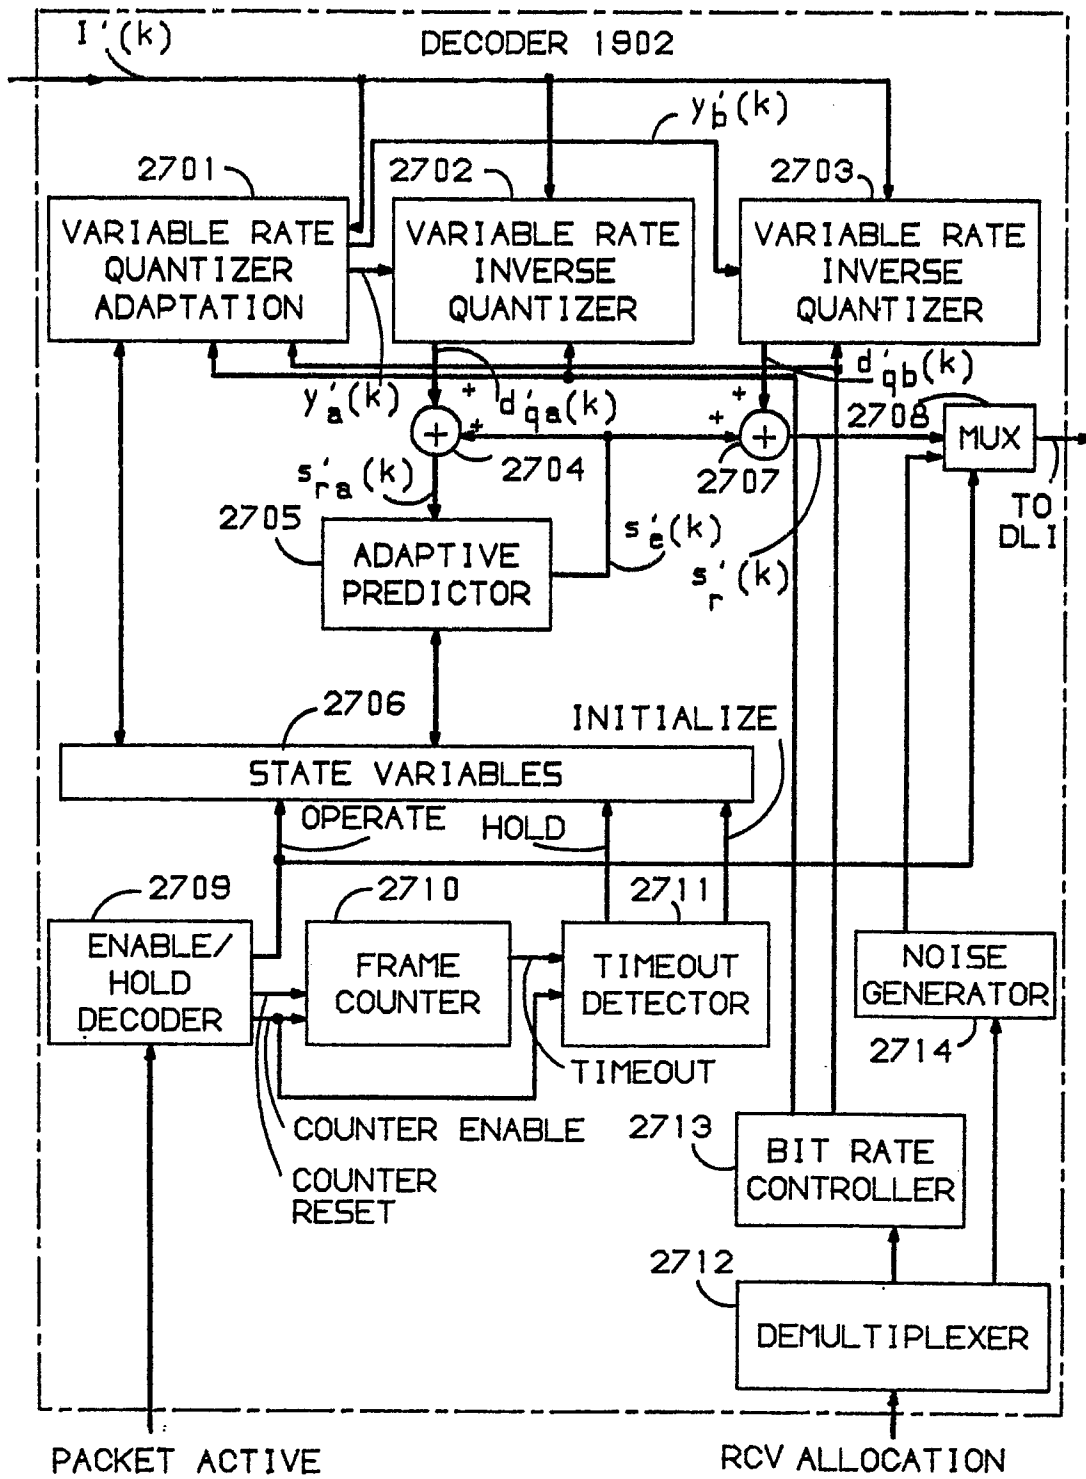 I'(k)
DECODER 1902
y'b(k)
2701
2702
2703
VARIABLE RATE
QUANTIZER
ADAPTATION
VARIABLE RATE
INVERSE
QUANTIZER
VARIABLE RATE
INVERSE
QUANTIZER
y'a(k)
+
d'qa(k)
+
+
+
d'qb(k)
2708
+
2704
+
2707
MUX
s'ra(k)
TO
DLI
2705
ADAPTIVE
PREDICTOR
s'e(k)
s'r(k)
2706
INITIALIZE
STATE VARIABLES
OPERATE
HOLD
2709
2710
2711
ENABLE/
HOLD
DECODER
FRAME
COUNTER
TIMEOUT
DETECTOR
NOISE
GENERATOR
2714
TIMEOUT
COUNTER ENABLE
COUNTER
RESET
2713
BIT RATE
CONTROLLER
2712
DEMULTIPLEXER
PACKET ACTIVE
RCV ALLOCATION